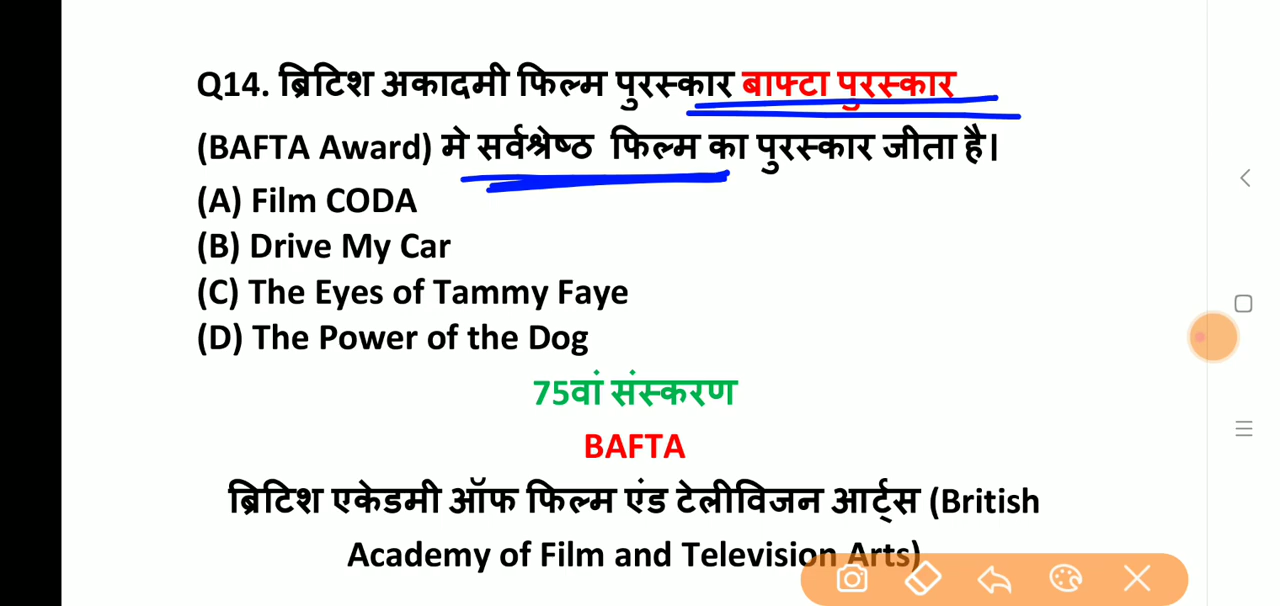 Q14. ब्रिटिश अकादमी फिल्म पुरस्कार बाफ्टा पुरस्कार
(BAFTA Award) मे सर्वश्रेष्ठ फिल्म का पुरस्कार जीता है।
(A) Film CODA
(B) Drive My Car
(C) The Eyes of Tammy Faye
(D) The Power of the Dog
75वां संस्करण
BAFTA
ब्रिटिश एकेडमी ऑफ फिल्म एंड टेलीविजन आर्ट्स (British
Academy of Film and Television Arts)